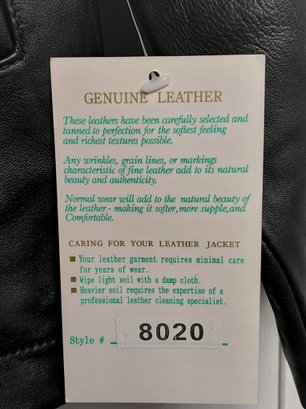 GENUINE LEATHER
These leathers have been carefully selected and
tanned to perfection for the softest feeling
and richest textures possible.
Any wrinkles, grain lines, or markings
characteristic of fine leather add to its natural
beauty and authenticity.
Normal wear will add to the natural beauty of
the leather - making it softer, more supple, and
Comfortable.
CARING FOR YOUR LEATHER JACKET
Your leather garment requires minimal care
for years of wear.
Wipe light soil with a damp cloth.
Heavier soil requires the expertise of a
professional leather cleaning specialist.
Style # 8020